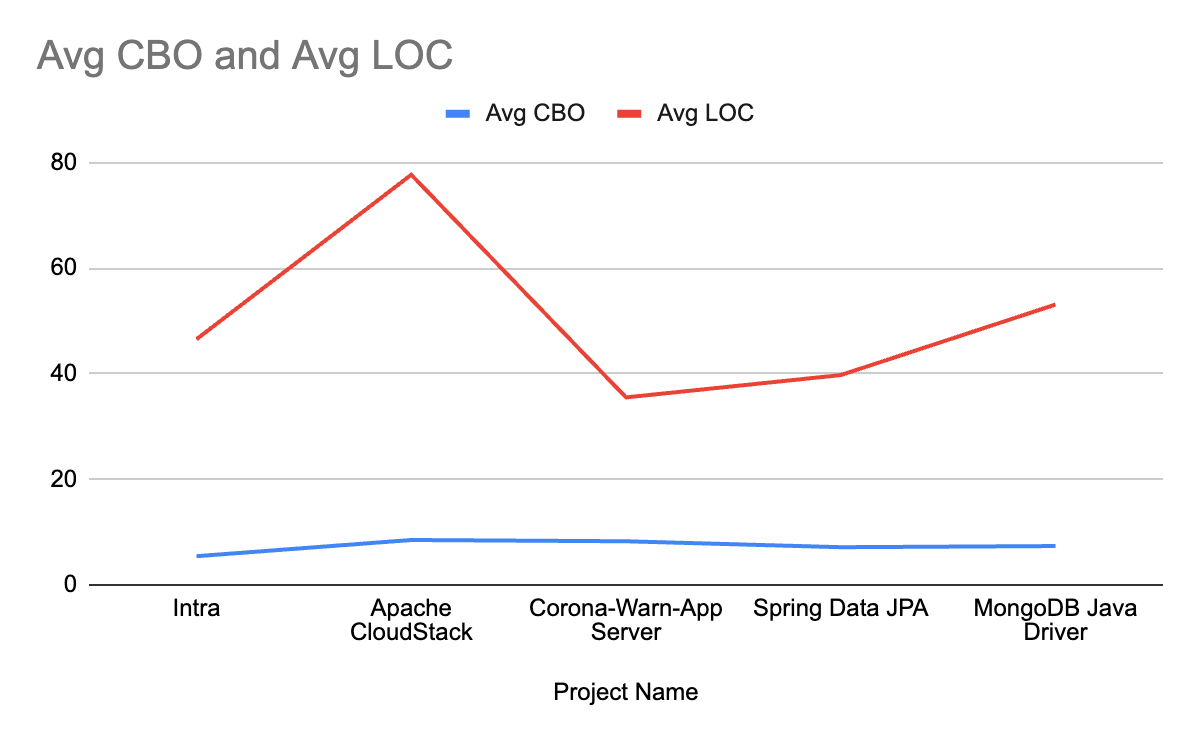 Avg CBO and Avg LOC
Avg CBO
Avg LOC
80
60
40
20
0
Intra
Apache
CloudStack
Corona-Warn-App
Server
Spring Data JPA
MongoDB Java
Driver
Project Name